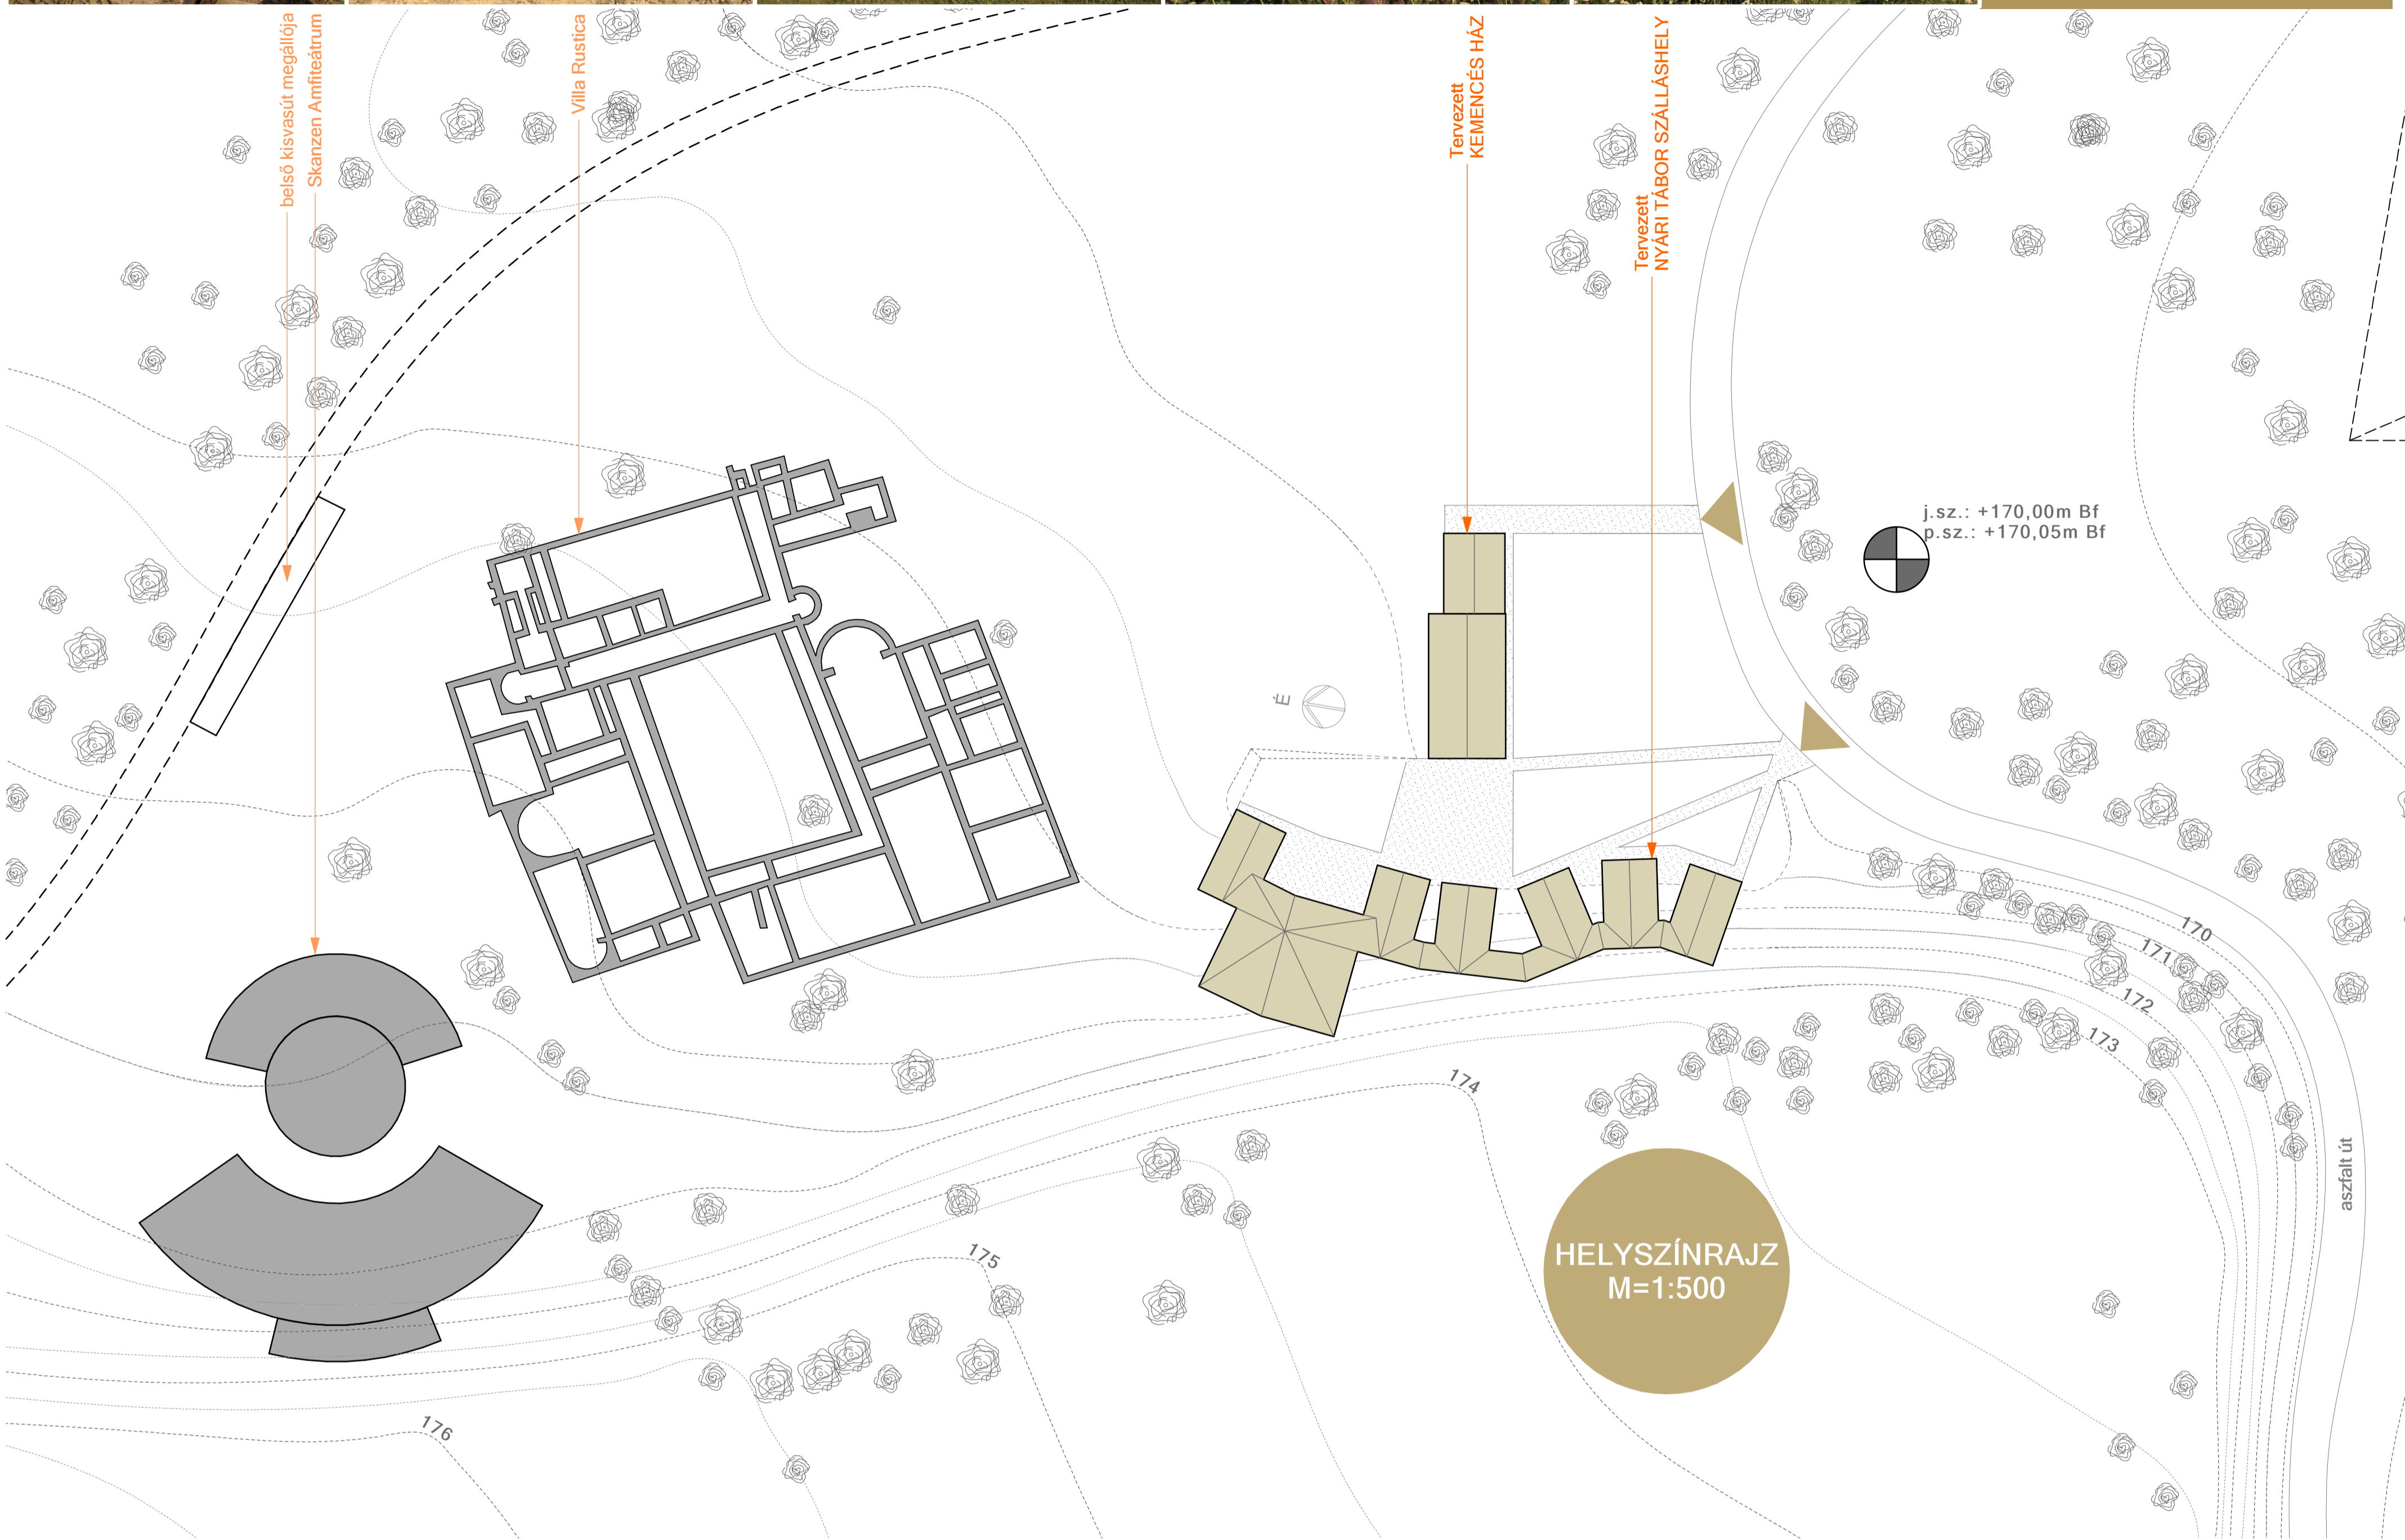 belső kisvasút megállója
Skanzen Amfiteátrum
Villa Rustica
Tervezett
KEMENCÉS HÁZ
Tervezett
NYÁRI TÁBOR SZÁLLÁSHELY
j.sz.: +170,00m Bf
p.sz.: +170,05m Bf
É
170
171
172
173
174
175
176
aszfalt út
HELYSZÍNRAJZ
M=1:500